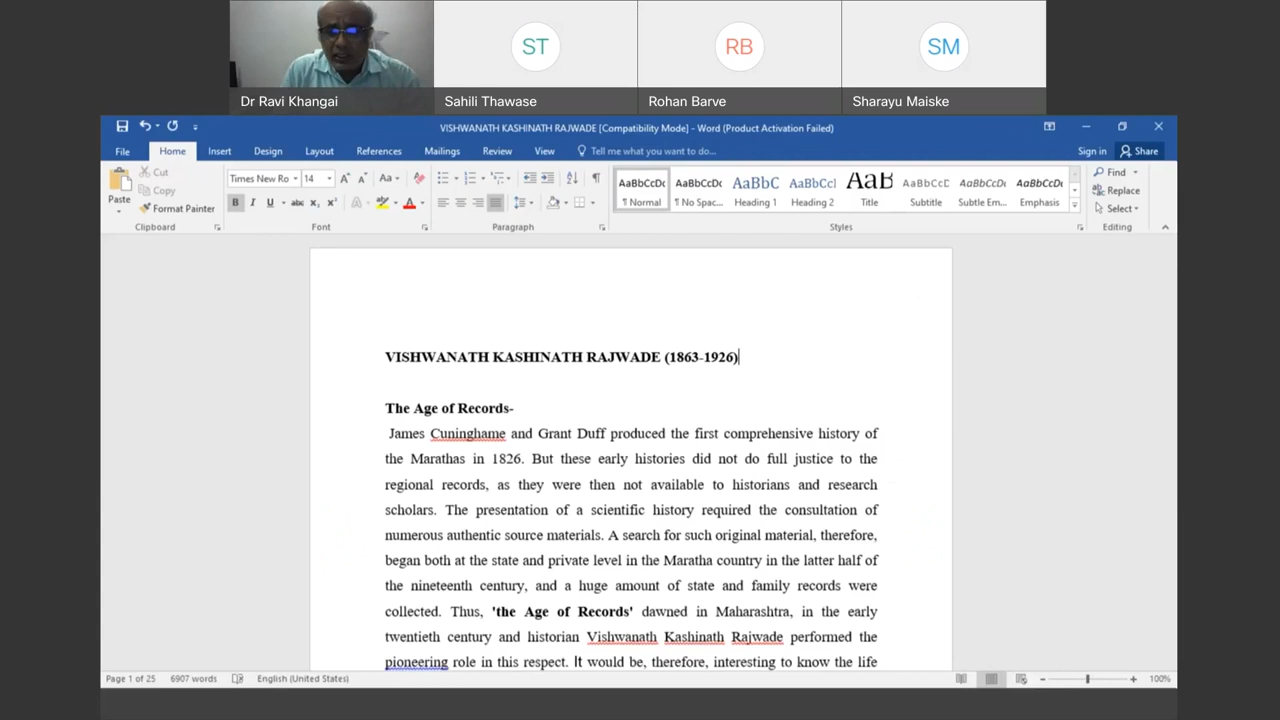 ST
RB
SM
Dr Ravi Khangai
Sahili Thawase
Rohan Barve
Sharayu Maiske
VISHWANATH KASHINATH RAJWADE [Compatibility Mode] - Word (Product Activation Failed)
File Home Insert Design Layout References Mailings Review View Tell me what you want to do... Sign in Share
Paste
Cut
Copy
Format Painter
Times New Ro 14
AaBbCcDc AaBbCcDc AaBbC AaBbCcl AaB AaBbCcD AaBbCcDc AaBbCcDc
¶ Normal ¶ No Spac... Heading 1 Heading 2 Title Subtitle Subtle Em... Emphasis
Find
Replace
Select
Clipboard Font Paragraph Styles Editing
VISHWANATH KASHINATH RAJWADE (1863-1926)
The Age of Records-
James Cuninghame and Grant Duff produced the first comprehensive history of
the Marathas in 1826. But these early histories did not do full justice to the
regional records, as they were then not available to historians and research
scholars. The presentation of a scientific history required the consultation of
numerous authentic source materials. A search for such original material, therefore,
began both at the state and private level in the Maratha country in the latter half of
the nineteenth century, and a huge amount of state and family records were
collected. Thus, 'the Age of Records' dawned in Maharashtra, in the early
twentieth century and historian Vishwanath Kashinath Rajwade performed the
pioneering role in this respect. It would be, therefore, interesting to know the life
Page 1 of 25 6907 words English (United States) 100%